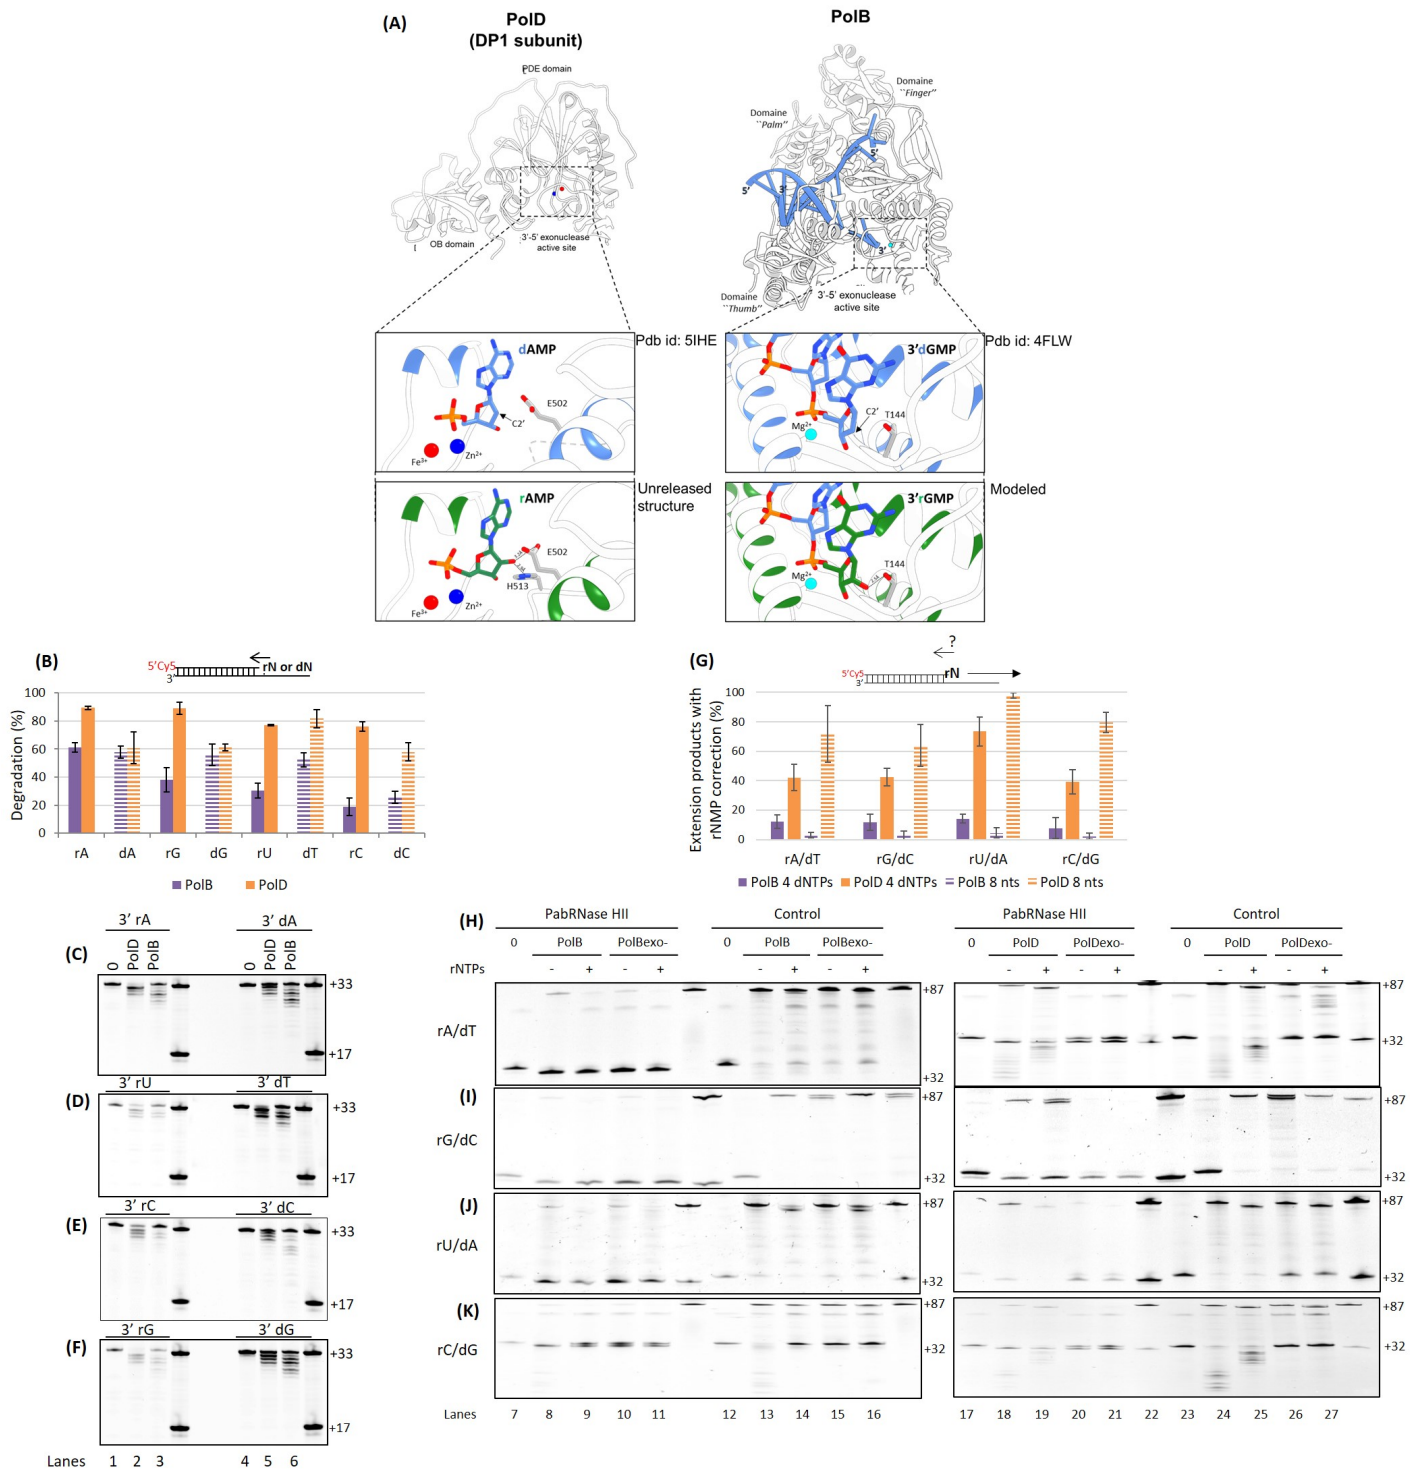 (A)
PolD
(DP1 subunit)
PolB
PDE domain
OB domain
3'-5' exonuclease
active site
Domaine
``Finger''
Domaine
``Palm''
5'
5'
3'
3'
Domaine
``Thumb''
3'-5' exonuclease
active site
Pdb id: 5IHE
dAMP
E502
C2'
Fe3+
Zn2+
Pdb id: 4FLW
3'dGMP
T144
C2'
Mg2+
Unreleased
structure
rAMP
E502
H513
Fe3+
Zn2+
Modeled
3'rGMP
T144
Mg2+
(B)
5'Cy5
3'
rN or dN
Degradation (%)
100
80
60
40
20
0
rA dA rG dG rU dT rC dC
PolB PolD
(G)
?
5'Cy5
3'
rN
Extension products with
rNMP correction (%)
100
80
60
40
20
0
rA/dT rG/dC rU/dA rC/dG
PolB 4 dNTPs PolD 4 dNTPs PolB 8 nts PolD 8 nts
3' rA 3' dA
(C)
0 PolD PolB 0 PolD PolB
+33
+17
3' rU 3' dT
(D)
+33
+17
3' rC 3' dC
(E)
+33
+17
3' rG 3' dG
(F)
+33
+17
Lanes 1 2 3 4 5 6
(H)
PabRNase HII Control PabRNase HII Control
0 PolB PolBexo- 0 PolB PolBexo- 0 PolD PolDexo- 0 PolD PolDexo-
rNTPs - + - + - + - + - + - + - + - +
rA/dT
+87
+32
+87
+32
(I)
rG/dC
+87
+32
+87
+32
(J)
rU/dA
+87
+32
+87
+32
(K)
rC/dG
+87
+32
+87
+32
Lanes 7 8 9 10 11 12 13 14 15 16 17 18 19 20 21 22 23 24 25 26 27